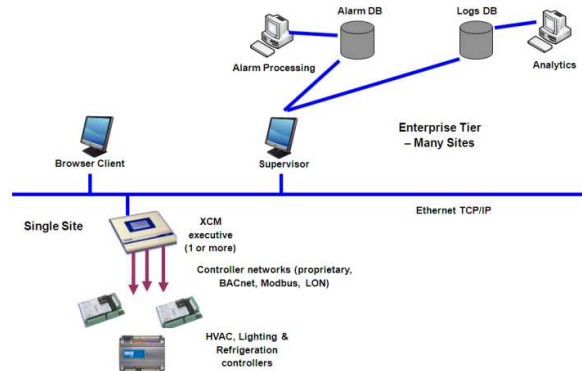 Alarm DB
Logs DB
Alarm Processing
Analytics
Enterprise Tier
– Many Sites
Browser Client
Supervisor
Ethernet TCP/IP
Single Site
XCM
executive
(1 or more)
Controller networks (proprietary,
BACnet, Modbus, LON)
HVAC, Lighting &
Refrigeration
controllers